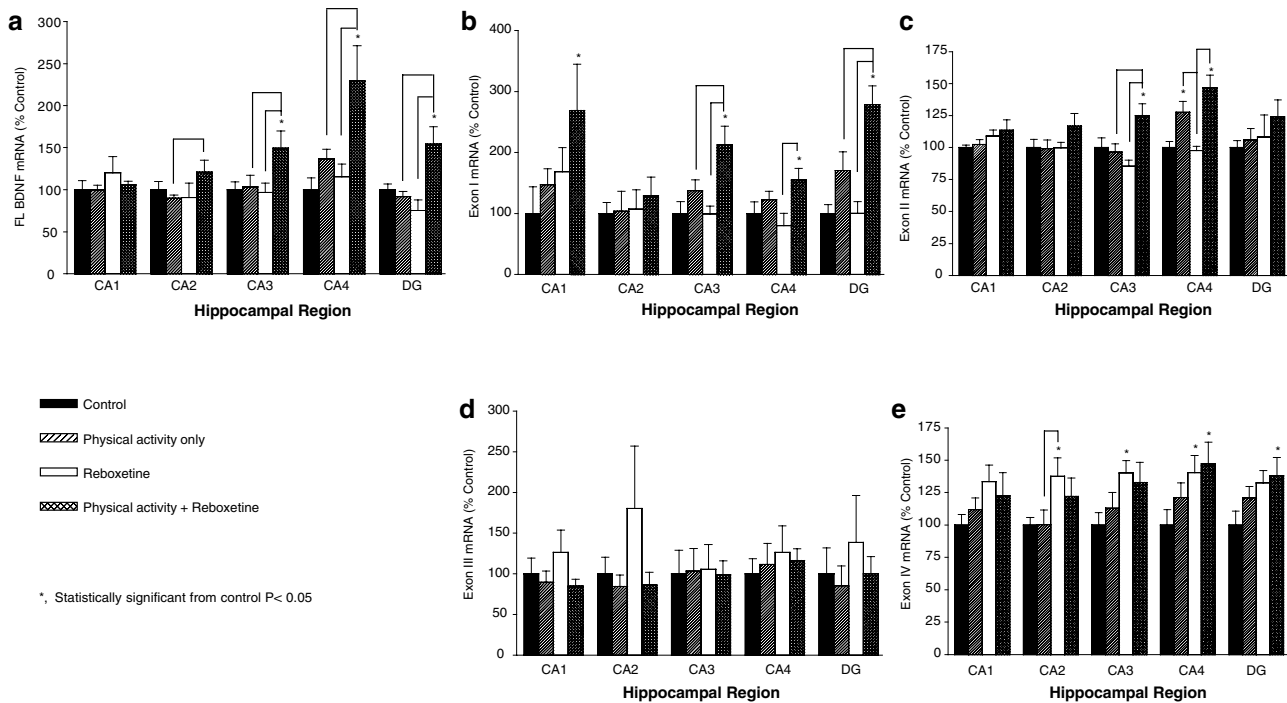 a
FL BDNF mRNA (% Control)
300
250
200
150
100
50
0
*
*
*
CA1 CA2 CA3 CA4 DG
Hippocampal Region
b
Exon I mRNA (% Control)
400
300
200
100
0
*
*
*
*
CA1 CA2 CA3 CA4 DG
Hippocampal Region
c
Exon II mRNA (% Control)
175
150
125
100
75
50
25
0
*
*
*
CA1 CA2 CA3 CA4 DG
Hippocampal Region
Control
Physical activity only
Reboxetine
Physical activity + Reboxetine
*, Statistically significant from control P< 0.05
d
Exon III mRNA (% Control)
300
250
200
150
100
50
0
CA1 CA2 CA3 CA4 DG
Hippocampal Region
e
Exon IV mRNA (% Control)
175
150
125
100
75
50
25
0
*
*
*
*
*
CA1 CA2 CA3 CA4 DG
Hippocampal Region